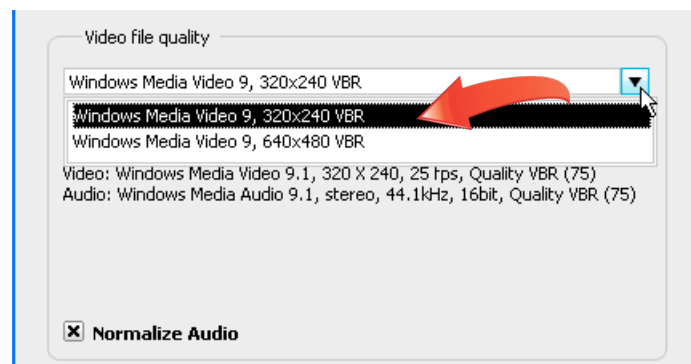 Video file quality
Windows Media Video 9, 320x240 VBR
Windows Media Video 9, 320x240 VBR
Windows Media Video 9, 640x480 VBR
Video: Windows Media Video 9.1, 320 X 240, 25 fps, Quality VBR (75)
Audio: Windows Media Audio 9.1, stereo, 44.1kHz, 16bit, Quality VBR (75)
Normalize Audio